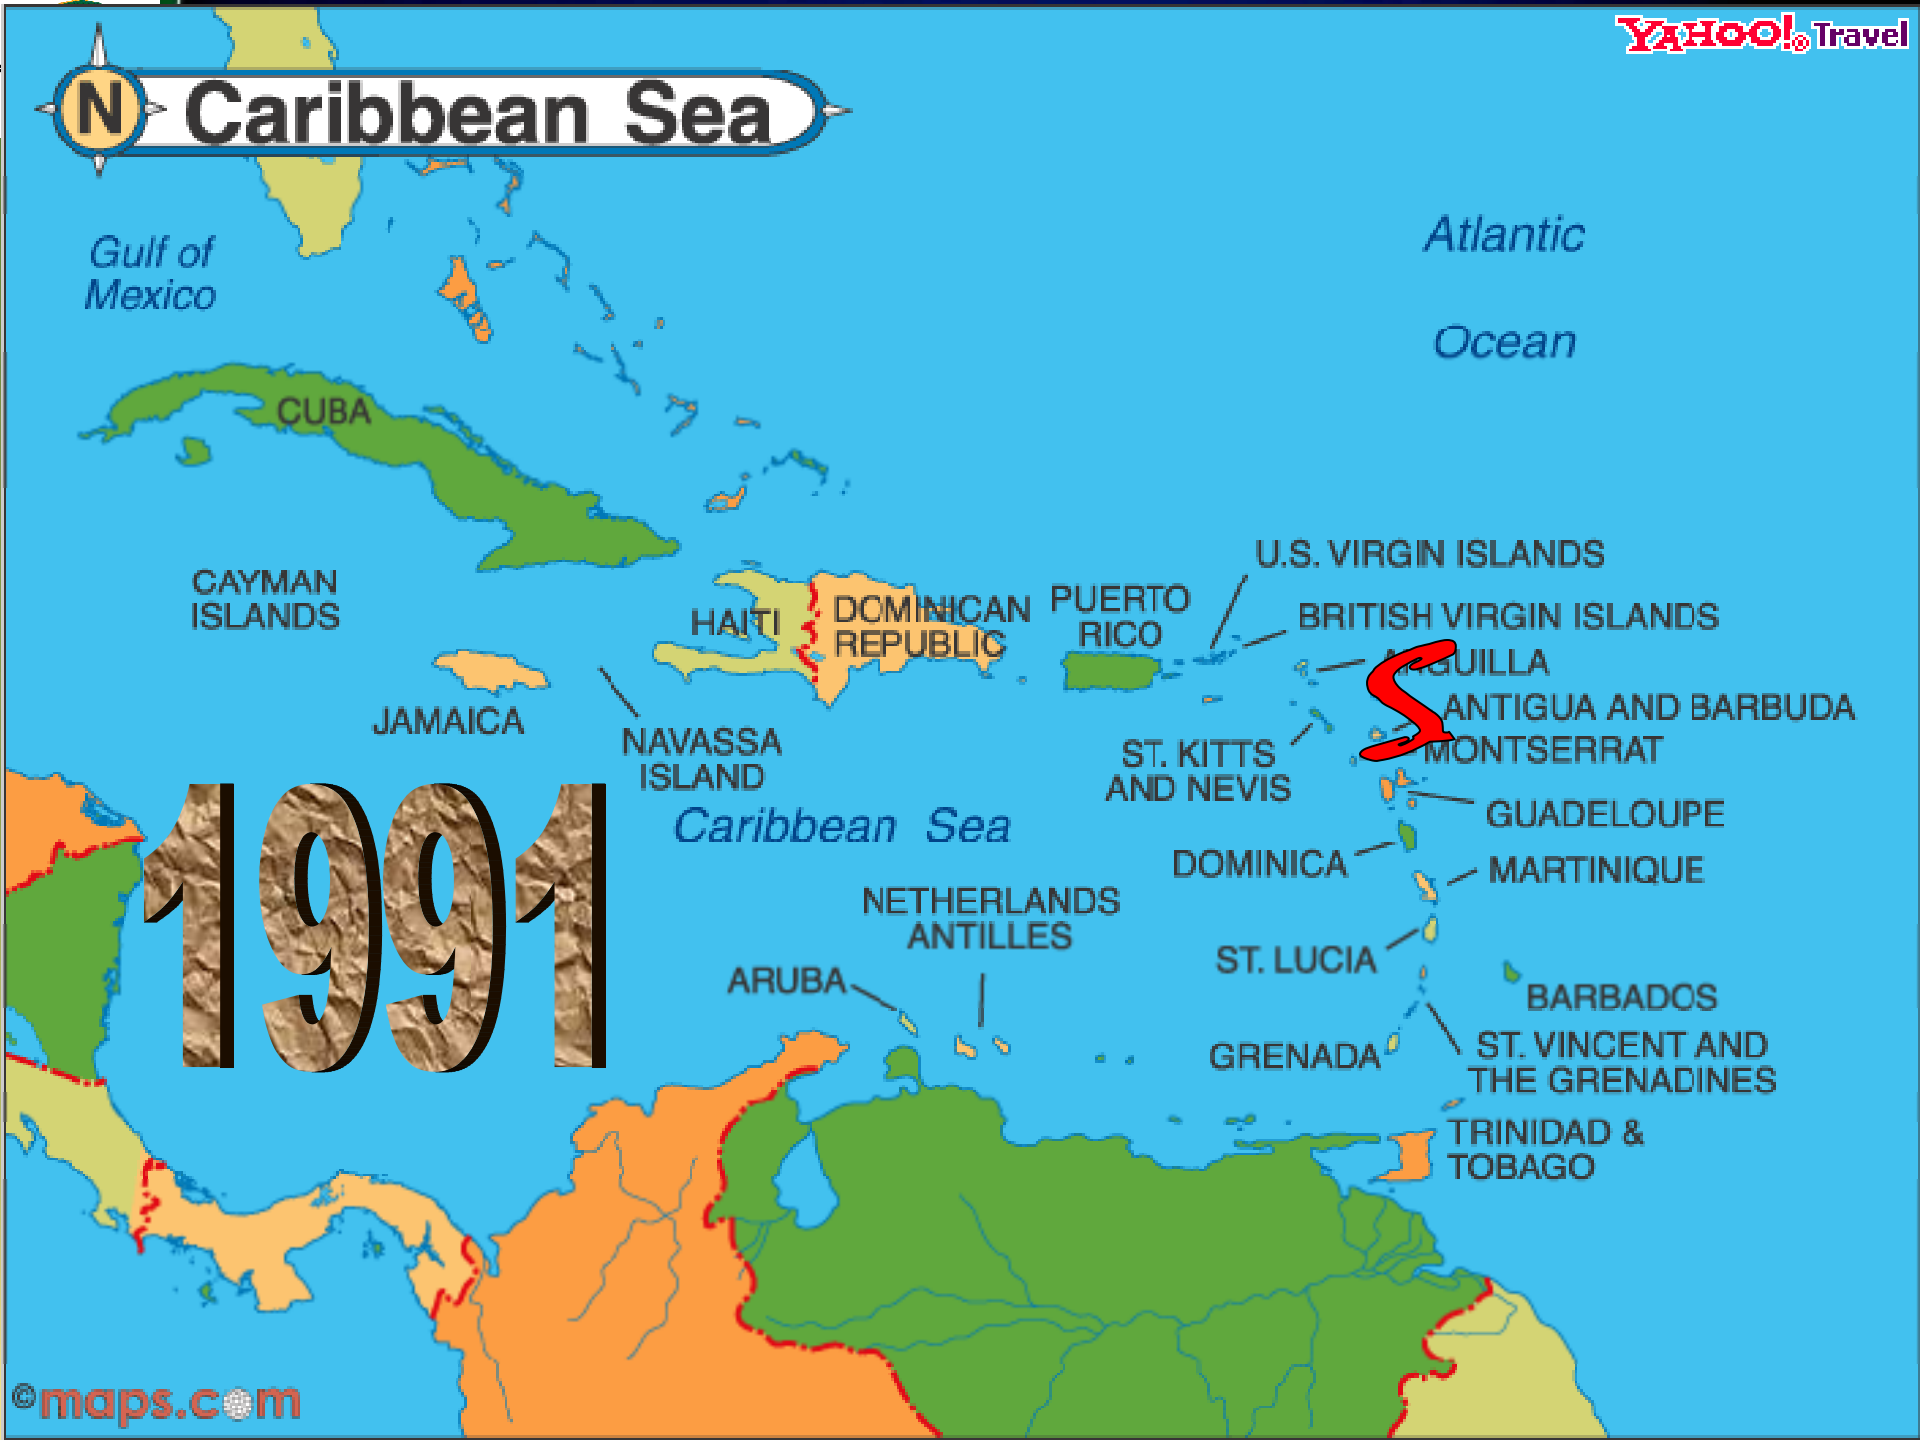 YAHOO!® Travel
N Caribbean Sea
Gulf of
Mexico
Atlantic
Ocean
CUBA
CAYMAN
ISLANDS
HAITI
DOMINICAN
REPUBLIC
PUERTO
RICO
U.S. VIRGIN ISLANDS
BRITISH VIRGIN ISLANDS
ANGUILLA
S
ANTIGUA AND BARBUDA
MONTSERRAT
JAMAICA
NAVASSA
ISLAND
ST. KITTS
AND NEVIS
1991
Caribbean Sea
GUADELOUPE
DOMINICA
MARTINIQUE
NETHERLANDS
ANTILLES
ARUBA
ST. LUCIA
BARBADOS
GRENADA
ST. VINCENT AND
THE GRENADINES
TRINIDAD &
TOBAGO
©maps.com